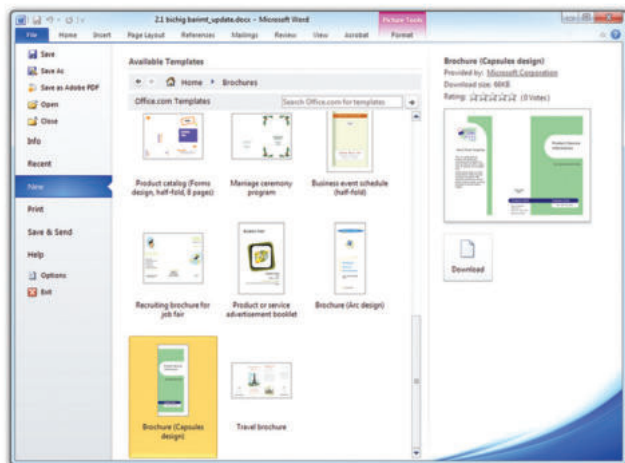 2.1 bichig barimt_update.docx - Microsoft Word
Picture Tools
File Home Insert Page Layout References Mailings Review View Acrobat Format
Save
Save As
Save as Adobe PDF
Open
Close
Info
Recent
New
Print
Save & Send
Help
Options
Exit
Available Templates
Home Brochures
Office.com Templates
Search Office.com for templates
Product catalog (Forms
design, half-fold, 8 pages)
Marriage ceremony
program
Business event schedule
(half-fold)
Recruiting brochure for
job fair
Product or service
advertisement booklet
Brochure (Arc design)
Brochure (Capsules
design)
Travel brochure
Brochure (Capsules design)
Provided by: Microsoft Corporation
Download size: 66KB
Rating: (0 Votes)
Product/Service
Information
Download